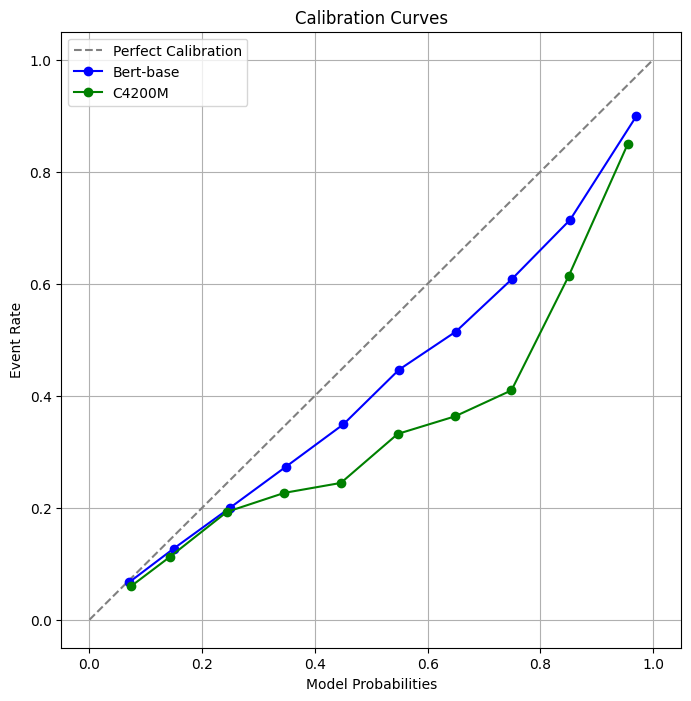 Calibration Curves
Perfect Calibration
Bert-base
C4200M
1.0
0.8
0.6
0.4
0.2
0.0
Event Rate
0.0 0.2 0.4 0.6 0.8 1.0
Model Probabilities